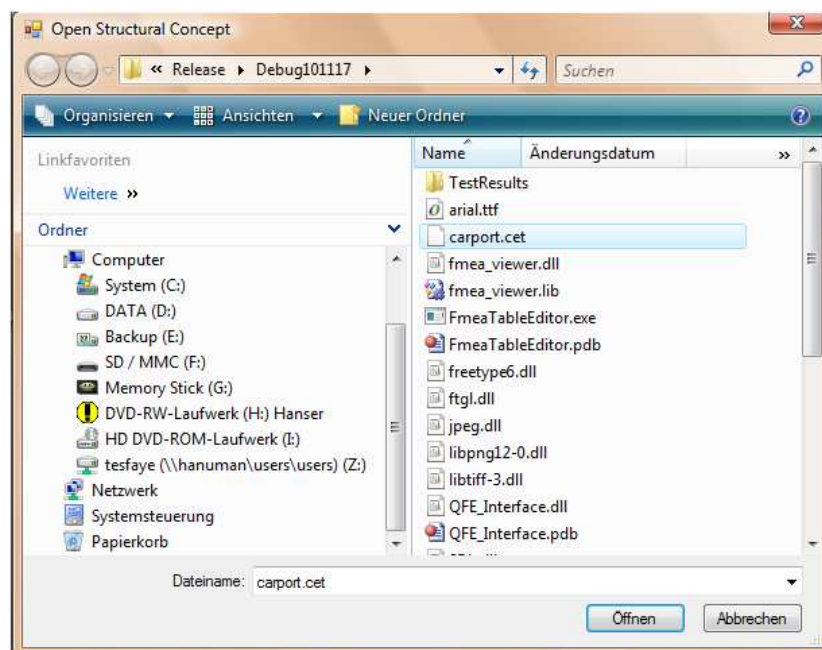 Open Structural Concept
« Release Debug101117
Suchen
Organisieren Ansichten Neuer Ordner
Linkfavoriten
Weitere »
Ordner
Computer
System (C:)
DATA (D:)
Backup (E:)
SD / MMC (F:)
Memory Stick (G:)
DVD-RW-Laufwerk (H:) Hanser
HD DVD-ROM-Laufwerk (I:)
tesfaye (\\hanuman\users\users) (Z:)
Netzwerk
Systemsteuerung
Papierkorb
Name Änderungsdatum »
TestResults
arial.ttf
carport.cet
fmea_viewer.dll
fmea_viewer.lib
FmeaTableEditor.exe
FmeaTableEditor.pdb
freetype6.dll
ftgl.dll
jpeg.dll
libpng12-0.dll
libtiff-3.dll
QFE_Interface.dll
QFE_Interface.pdb
Dateiname: carport.cet
Öffnen Abbrechen